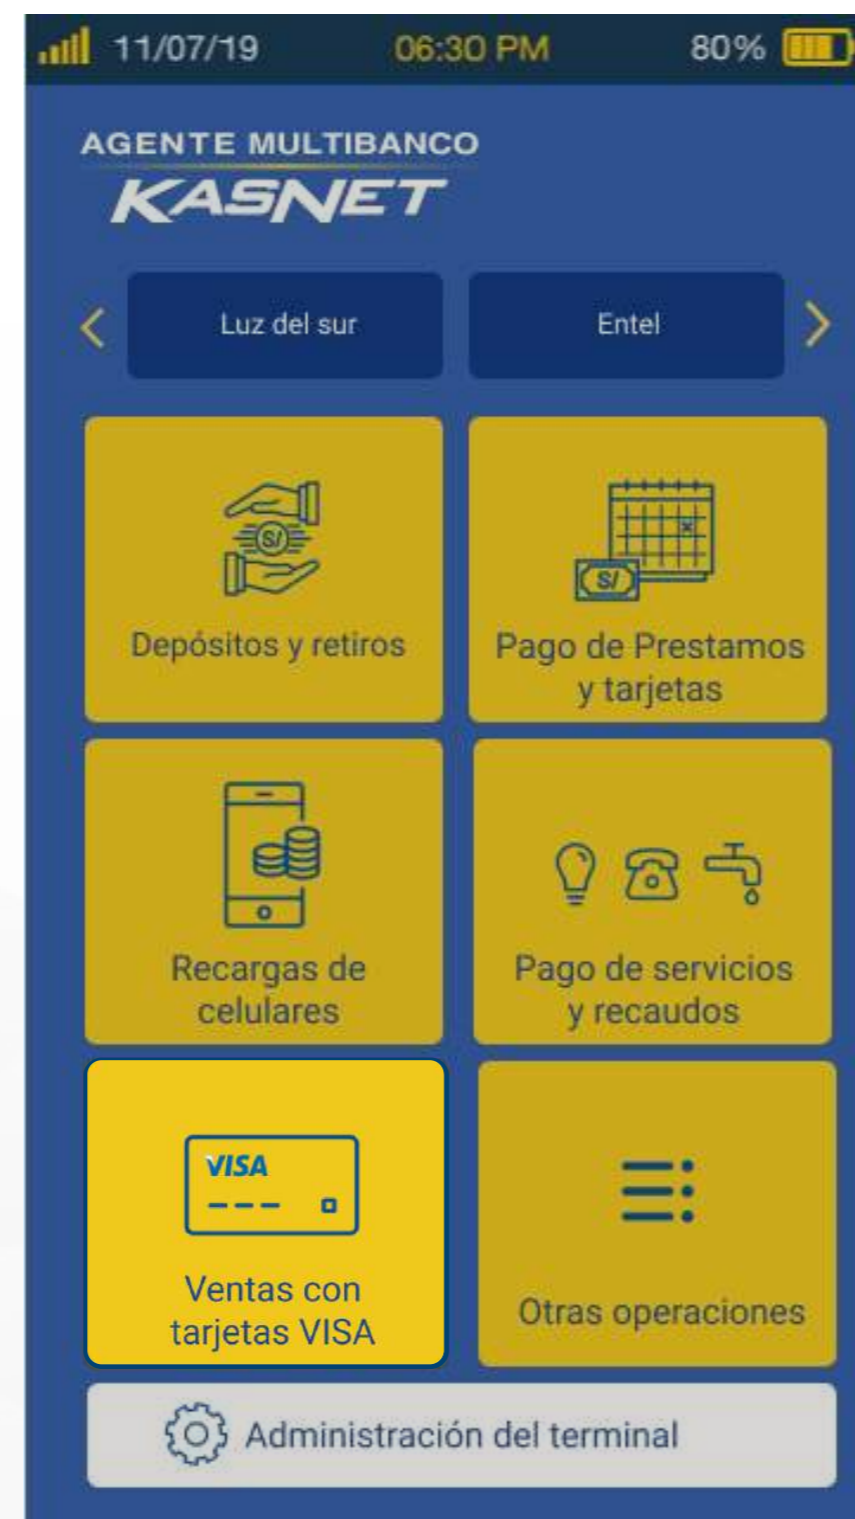 11/07/19 06:30 PM 80%
AGENTE MULTIBANCO
KASNET
Luz del sur Entel
S/
S/
Depósitos y retiros
Pago de Prestamos
y tarjetas
Recargas de
celulares
Pago de servicios
y recaudos
VISA
Ventas con
tarjetas VISA
Otras operaciones
Administración del terminal